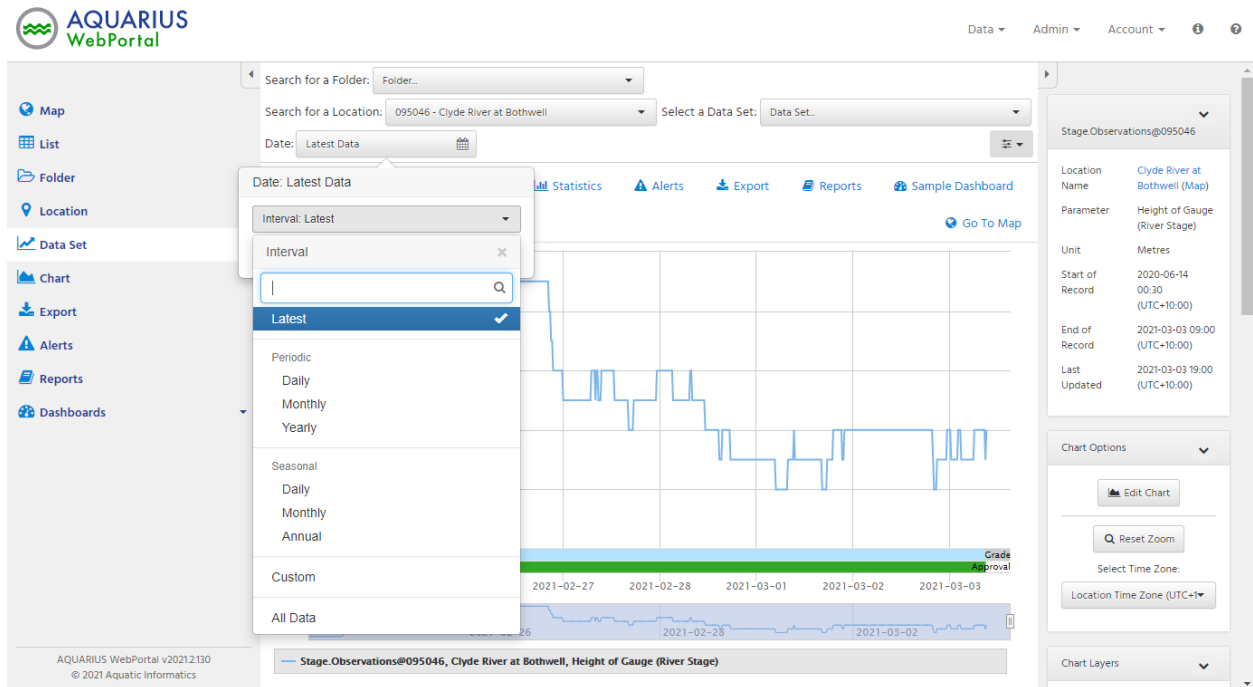 AQUARIUS
WebPortal
Data
Admin
Account
Map
List
Folder
Location
Data Set
Chart
Export
Alerts
Reports
Dashboards
AQUARIUS WebPortal v2021.2.130
© 2021 Aquatic Informatics
Search for a Folder: Folder...
Search for a Location: 095046 - Clyde River at Bothwell Select a Data Set: Data Set...
Date: Latest Data
Date: Latest Data
Interval: Latest
Interval
Latest
Periodic
Daily
Monthly
Yearly
Seasonal
Daily
Monthly
Annual
Custom
All Data
Statistics Alerts Export Reports Sample Dashboard
Go To Map
Grade
Approval
2021-02-27 2021-02-28 2021-03-01 2021-03-02 2021-03-03
2021-02-28 2021-03-02
Stage.Observations@095046, Clyde River at Bothwell, Height of Gauge (River Stage)
Stage.Observations@095046
Location Name Clyde River at Bothwell (Map)
Parameter Height of Gauge (River Stage)
Unit Metres
Start of Record 2020-06-14 00:30 (UTC+10:00)
End of Record 2021-03-03 09:00 (UTC+10:00)
Last Updated 2021-03-03 19:00 (UTC+10:00)
Chart Options
Edit Chart
Reset Zoom
Select Time Zone:
Location Time Zone (UTC+1
Chart Layers